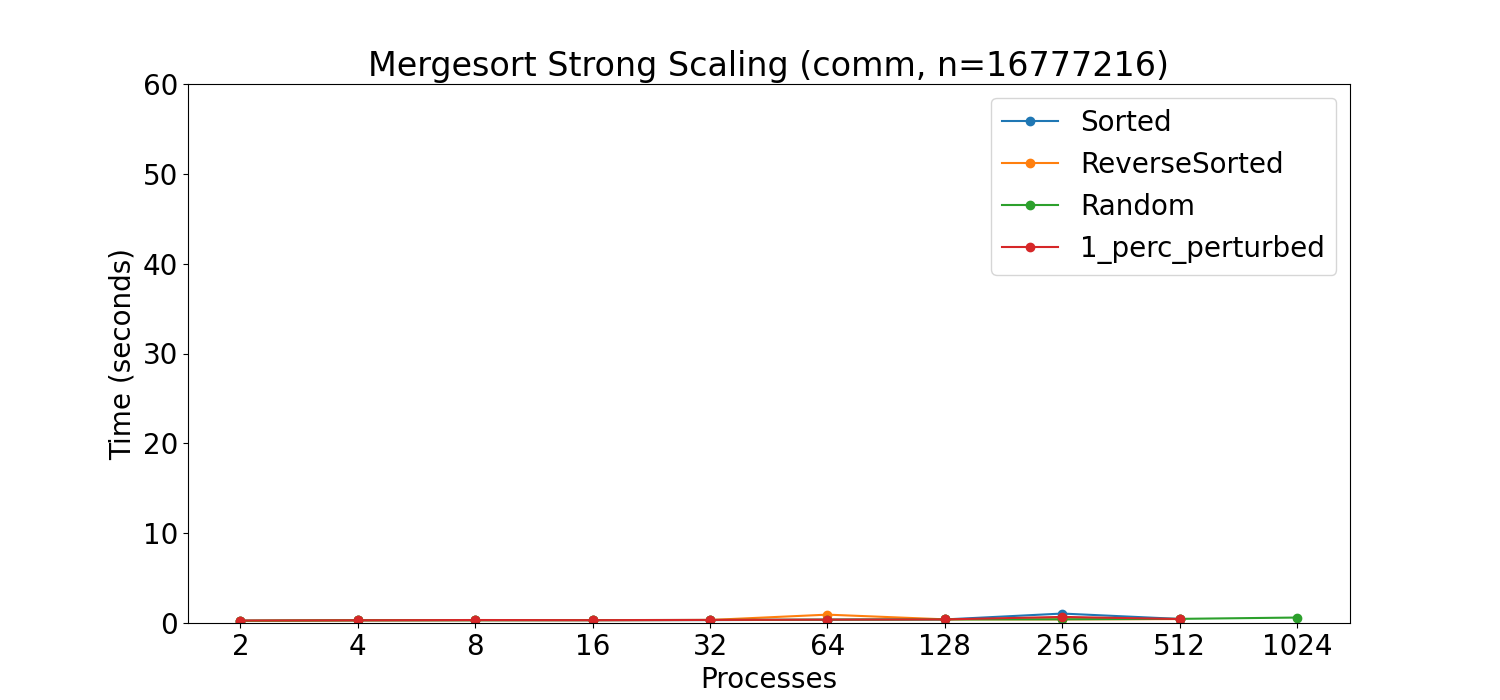 Mergesort Strong Scaling (comm, n=16777216)
60
50
40
30
20
10
0
Time (seconds)
Sorted
ReverseSorted
Random
1_perc_perturbed
2 4 8 16 32 64 128 256 512 1024
Processes